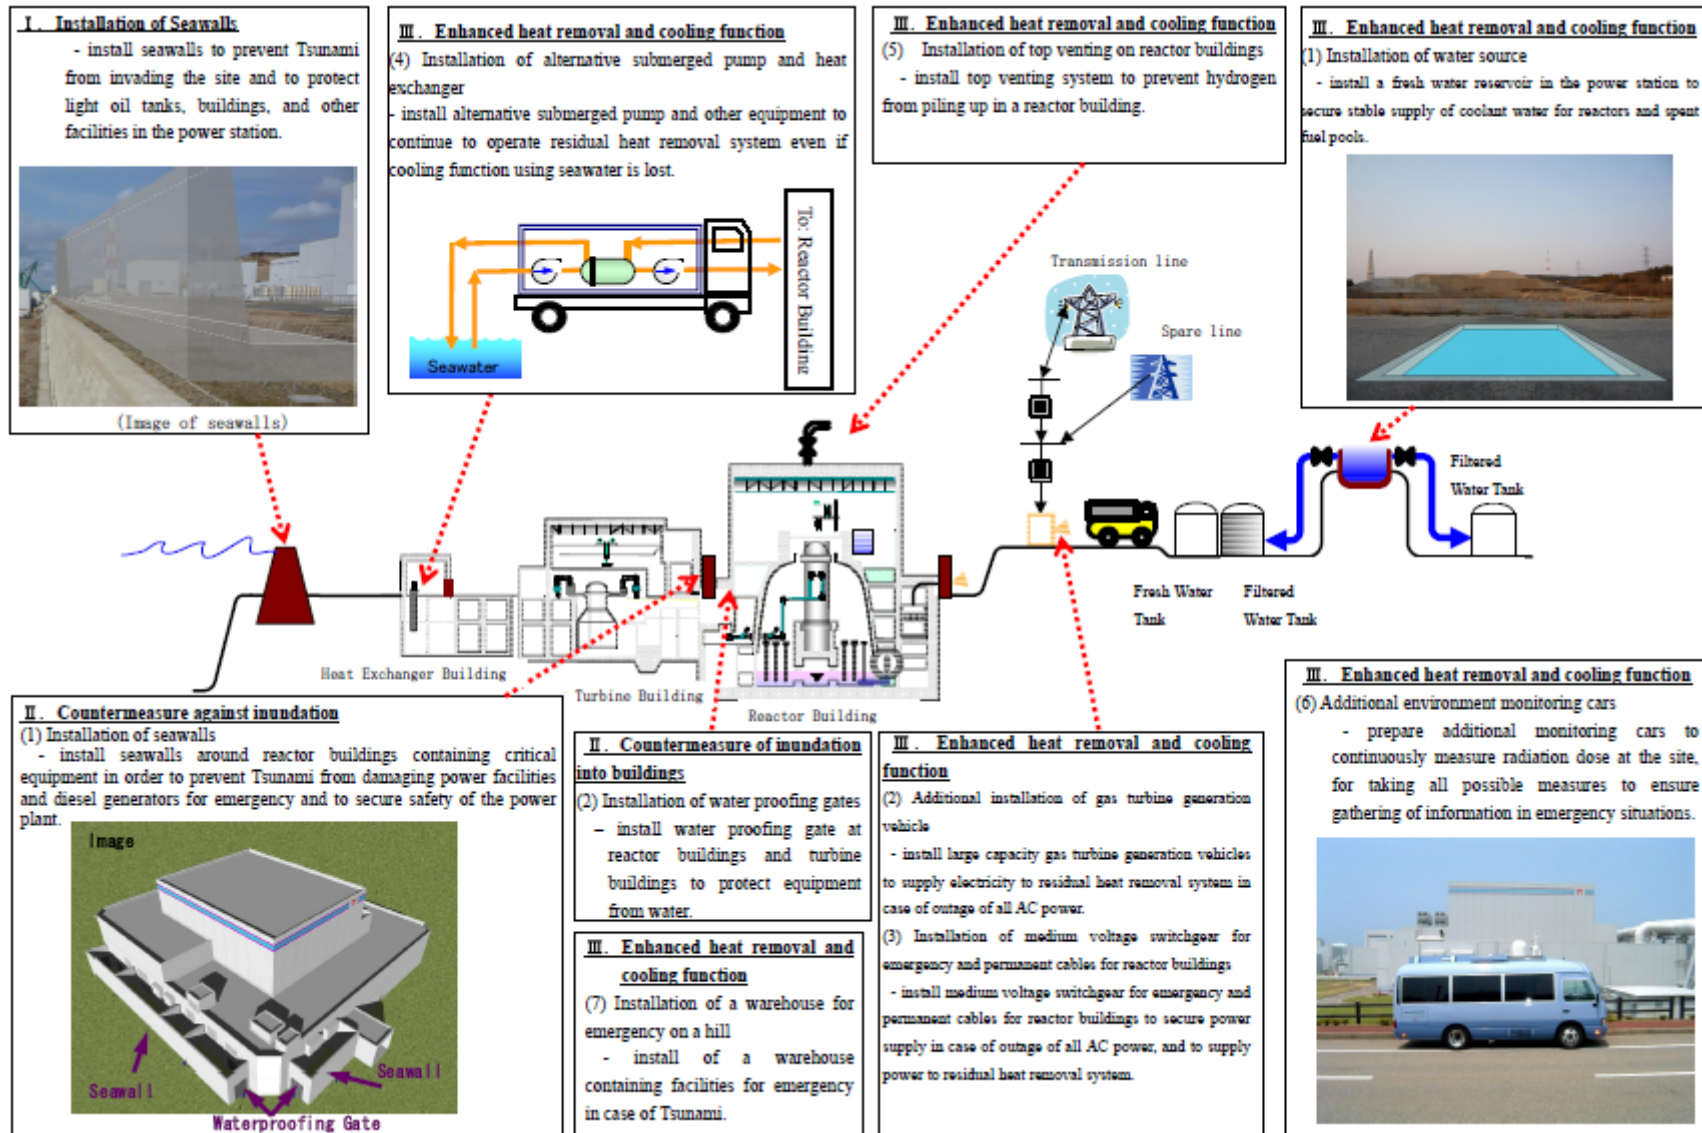 Ⅰ. Installation of Seawalls
- install seawalls to prevent Tsunami
from invading the site and to protect
light oil tanks, buildings, and other
facilities in the power station.
(Image of seawalls)
Ⅲ. Enhanced heat removal and cooling function
(4) Installation of alternative submerged pump and heat
exchanger
- install alternative submerged pump and other equipment to
continue to operate residual heat removal system even if
cooling function using seawater is lost.
To: Reactor Building
Seawater
Ⅲ. Enhanced heat removal and cooling function
(5) Installation of top venting on reactor buildings
- install top venting system to prevent hydrogen
from piling up in a reactor building.
Ⅲ. Enhanced heat removal and cooling function
(1) Installation of water source
- install a fresh water reservoir in the power station to
secure stable supply of coolant water for reactors and spent
fuel pools.
Transmission line
Spare line
Filtered
Water Tank
Fresh Water
Tank
Filtered
Water Tank
Heat Exchanger Building
Turbine Building
Reactor Building
Ⅱ. Countermeasure against inundation
(1) Installation of seawalls
- install seawalls around reactor buildings containing critical
equipment in order to prevent Tsunami from damaging power facilities
and diesel generators for emergency and to secure safety of the power
plant.
Image
Seawall
Seawall
Waterproofing Gate
Ⅱ. Countermeasure of inundation
into buildings
(2) Installation of water proofing gates
– install water proofing gate at
reactor buildings and turbine
buildings to protect equipment
from water.
Ⅲ. Enhanced heat removal and
cooling function
(7) Installation of a warehouse for
emergency on a hill
- install of a warehouse
containing facilities for emergency
in case of Tsunami.
Ⅲ. Enhanced heat removal and cooling
function
(2) Additional installation of gas turbine generation
vehicle
- install large capacity gas turbine generation vehicles
to supply electricity to residual heat removal system in
case of outage of all AC power.
(3) Installation of medium voltage switchgear for
emergency and permanent cables for reactor buildings
- install medium voltage switchgear for emergency and
permanent cables for reactor buildings to secure power
supply in case of outage of all AC power, and to supply
power to residual heat removal system.
Ⅲ. Enhanced heat removal and cooling function
(6) Additional environment monitoring cars
- prepare additional monitoring cars to
continuously measure radiation dose at the site,
for taking all possible measures to ensure
gathering of information in emergency situations.